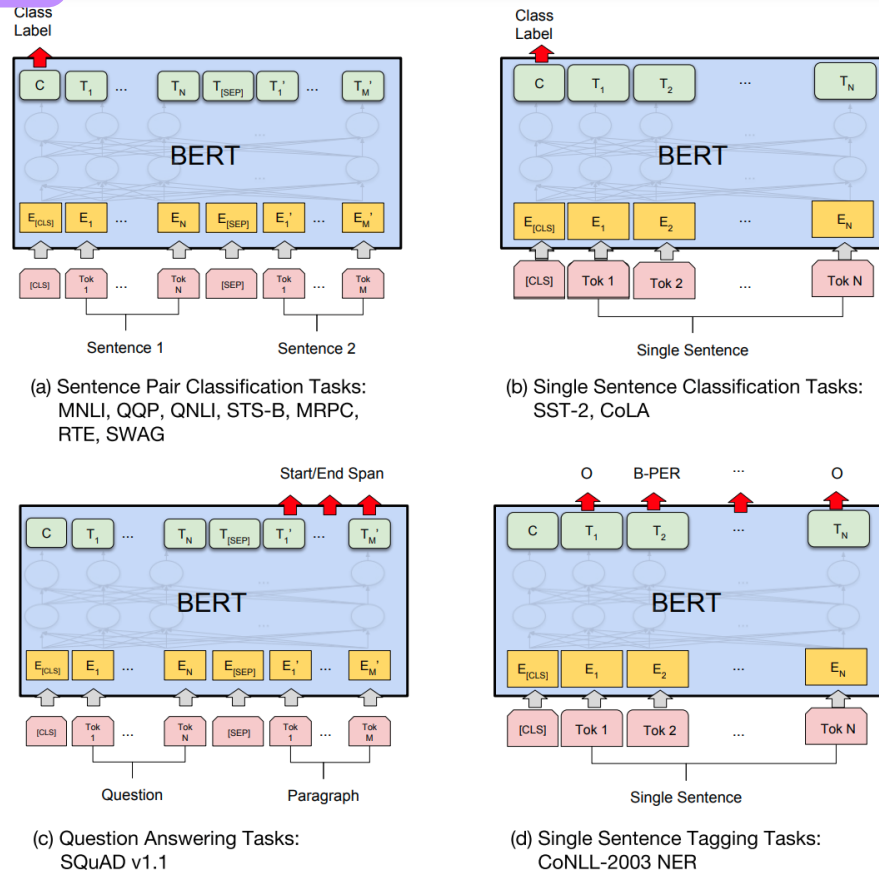 Class
Label
C T1 ... TN T[SEP] T1' ... TM'
...
BERT
...
E[CLS] E1 ... EN E[SEP] E1' ... EM'
[CLS] Tok 1 ... Tok N [SEP] Tok 1 ... Tok M
Sentence 1 Sentence 2
(a) Sentence Pair Classification Tasks:
MNLI, QQP, QNLI, STS-B, MRPC,
RTE, SWAG
Class
Label
C T1 T2 ... TN
...
BERT
...
E[CLS] E1 E2 ... EN
[CLS] Tok 1 Tok 2 ... Tok N
Single Sentence
(b) Single Sentence Classification Tasks:
SST-2, CoLA
Start/End Span
C T1 ... TN T[SEP] T1' ... TM'
...
BERT
...
E[CLS] E1 ... EN E[SEP] E1' ... EM'
[CLS] Tok 1 ... Tok N [SEP] Tok 1 ... Tok M
Question Paragraph
(c) Question Answering Tasks:
SQuAD v1.1
O B-PER ... O
C T1 T2 ... TN
...
BERT
...
E[CLS] E1 E2 ... EN
[CLS] Tok 1 Tok 2 ... Tok N
Single Sentence
(d) Single Sentence Tagging Tasks:
CoNLL-2003 NER